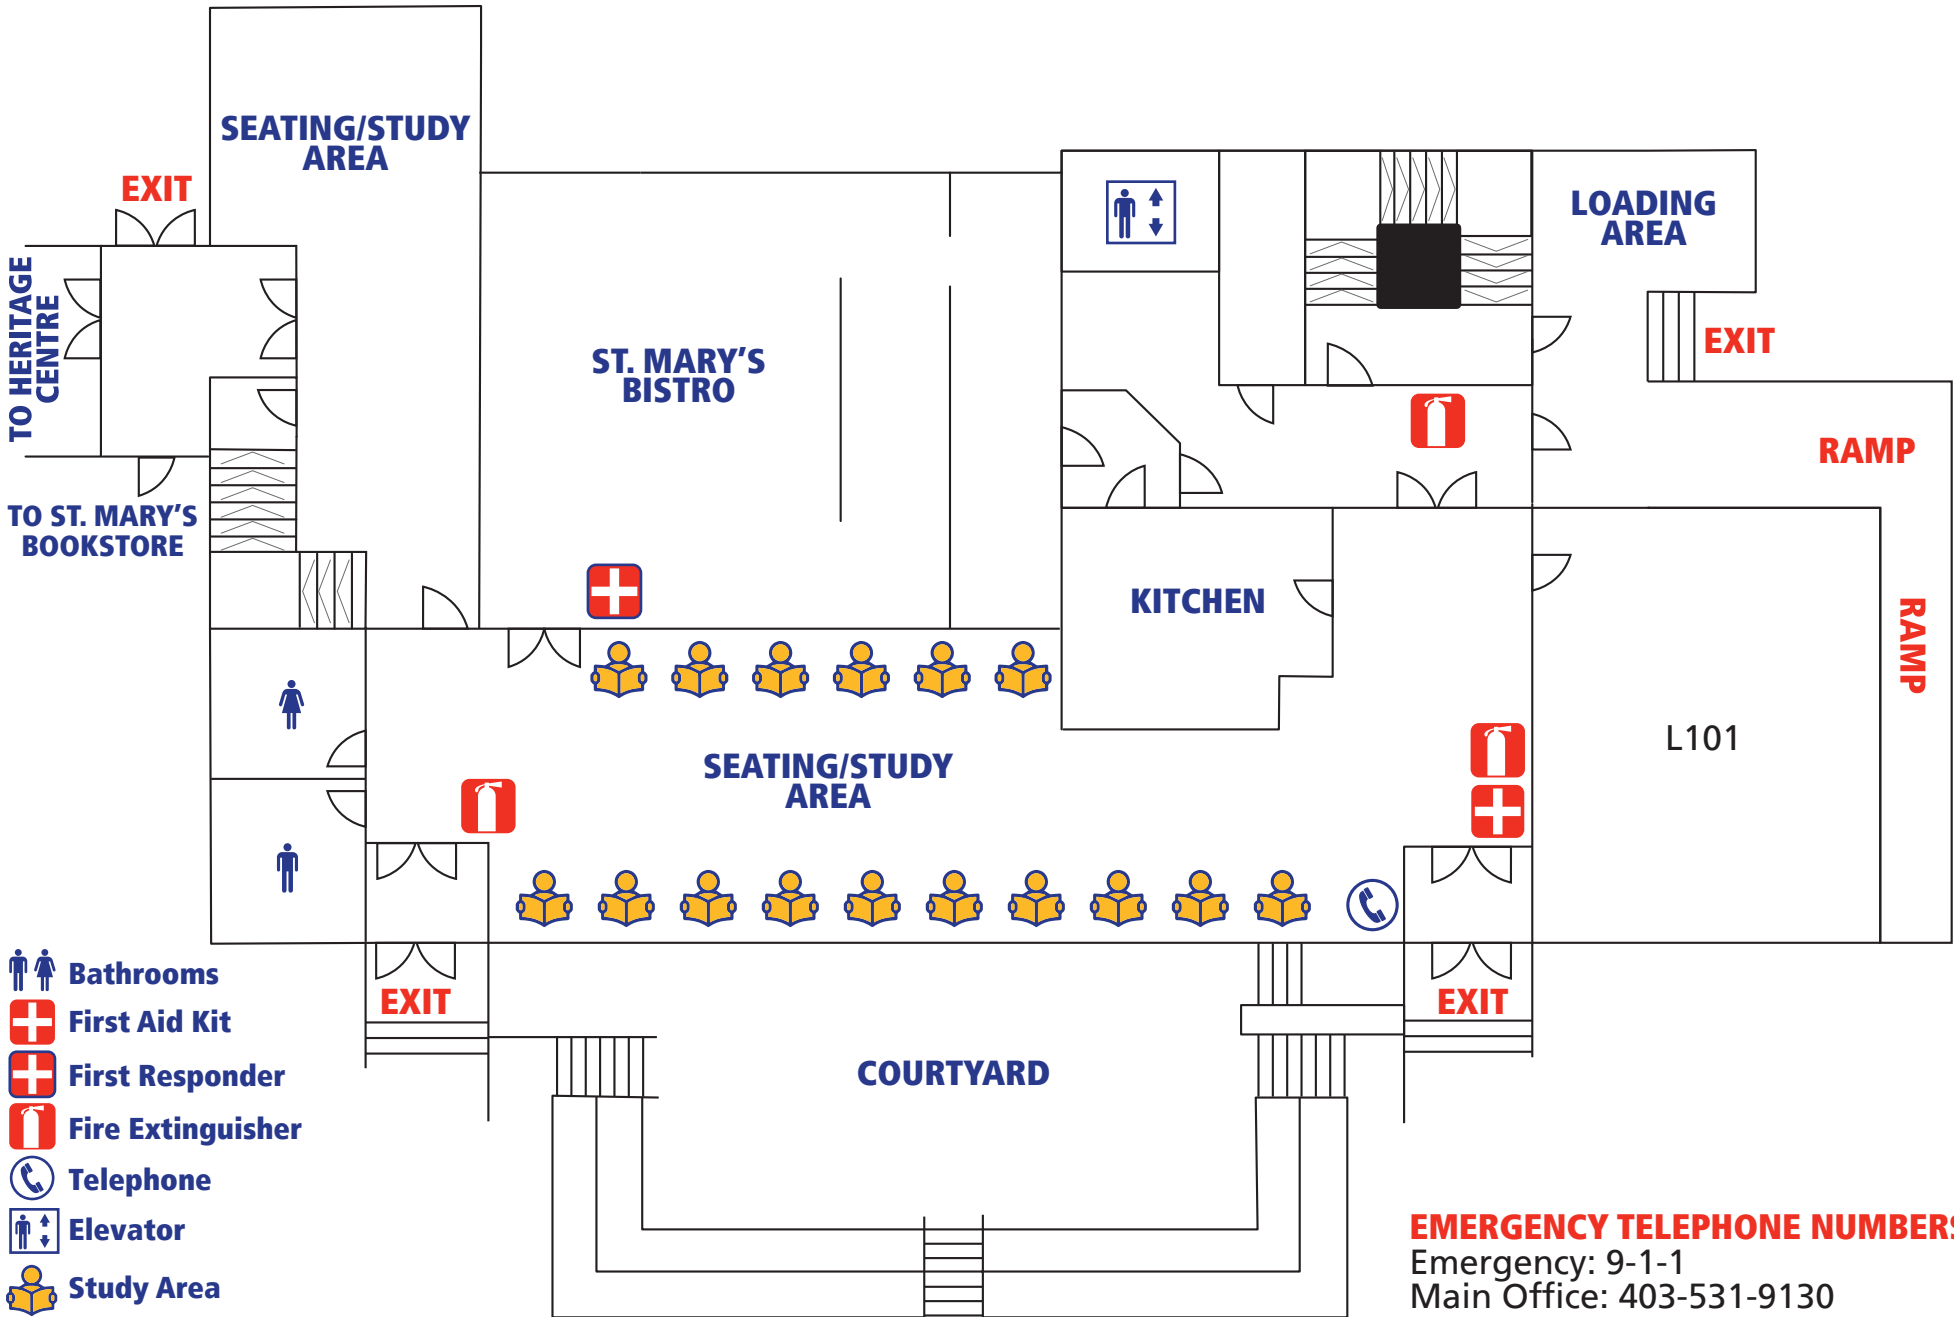 SEATING/STUDY
AREA
EXIT
TO HERITAGE
CENTRE
LOADING
AREA
EXIT
ST. MARY'S
BISTRO
RAMP
TO ST. MARY'S
BOOKSTORE
KITCHEN
RAMP
L101
SEATING/STUDY
AREA
EXIT
EXIT
COURTYARD
Bathrooms
First Aid Kit
First Responder
Fire Extinguisher
Telephone
Elevator
Study Area
EMERGENCY TELEPHONE NUMBERS
Emergency: 9-1-1
Main Office: 403-531-9130